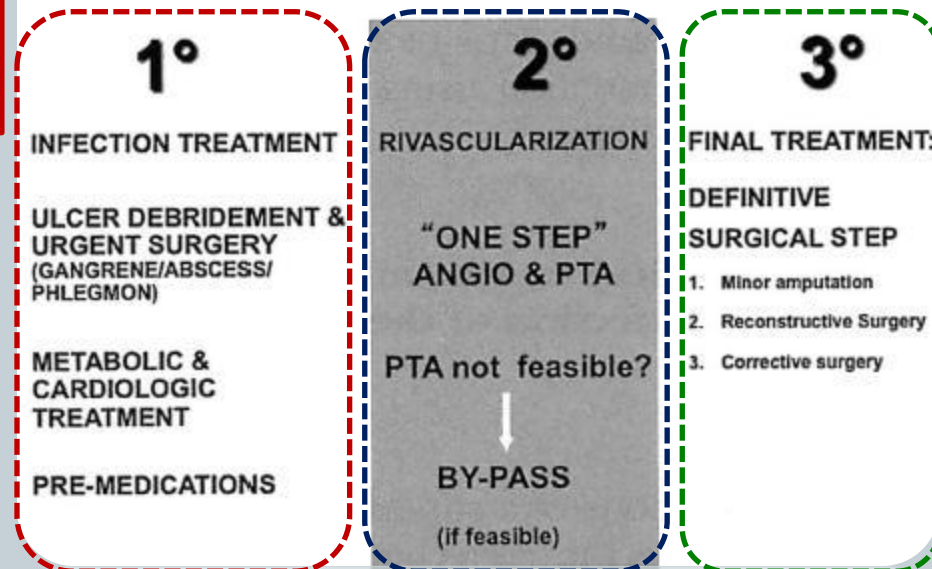 1°
INFECTION TREATMENT
ULCER DEBRIDEMENT &
URGENT SURGERY
(GANGRENE/ABSCESS/
PHLEGMON)
METABOLIC &
CARDIOLOGIC
TREATMENT
PRE-MEDICATIONS
2°
RIVASCULARIZATION
“ONE STEP”
ANGIO & PTA
PTA not feasible?
BY-PASS
(if feasible)
3°
FINAL TREATMENT:
DEFINITIVE
SURGICAL STEP
1. Minor amputation
2. Reconstructive Surgery
3. Corrective surgery